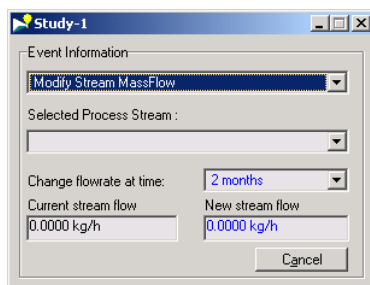 Study-1
Event Information
Modify Stream MassFlow
Selected Process Stream :
Change flowrate at time: 2 months
Current stream flow New stream flow
0.0000 kg/h 0.0000 kg/h
Cancel